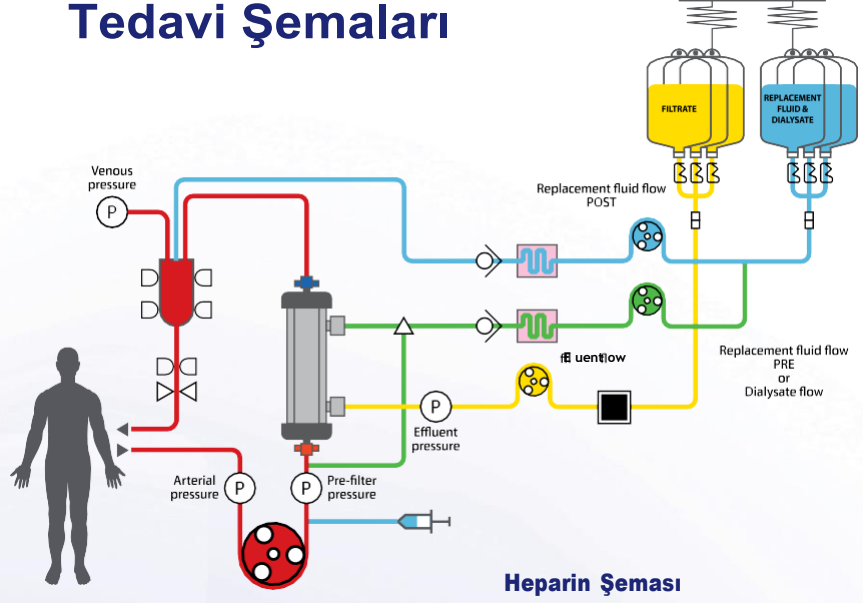 Tedavi Şemaları
FILTRATE
REPLACEMENT
FLUID &
DIALYSATE
Venous
pressure
P
Replacement fluid flow
POST
Replacement fluid flow
PRE
or
Dialysate flow
P
Effluent
pressure
Arterial
pressure
P
P
Pre-filter
pressure
Heparin Şeması